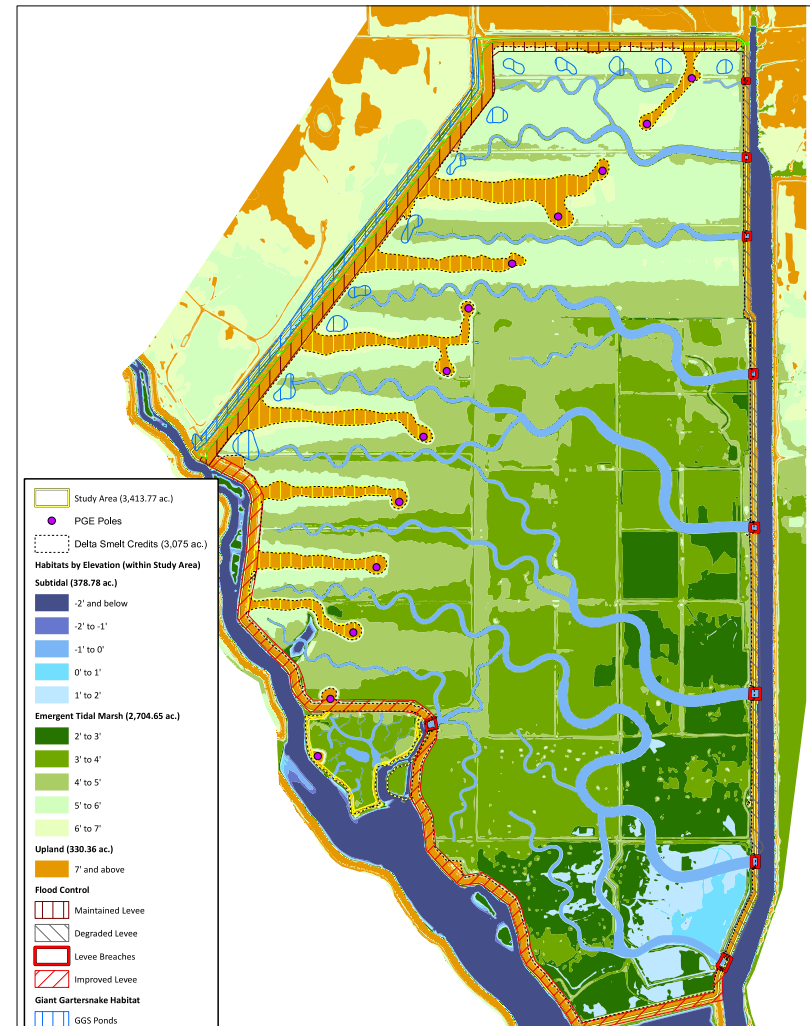 Study Area (3,413.77 ac.)
PGE Poles
Delta Smelt Credits (3,075 ac.)
Habitats by Elevation (within Study Area)
Subtidal (378.78 ac.)
-2' and below
-2' to -1'
-1' to 0'
0' to 1'
1' to 2'
Emergent Tidal Marsh (2,704.65 ac.)
2' to 3'
3' to 4'
4' to 5'
5' to 6'
6' to 7'
Upland (330.36 ac.)
7' and above
Flood Control
Maintained Levee
Degraded Levee
Levee Breaches
Improved Levee
Giant Gartersnake Habitat
GGS Ponds